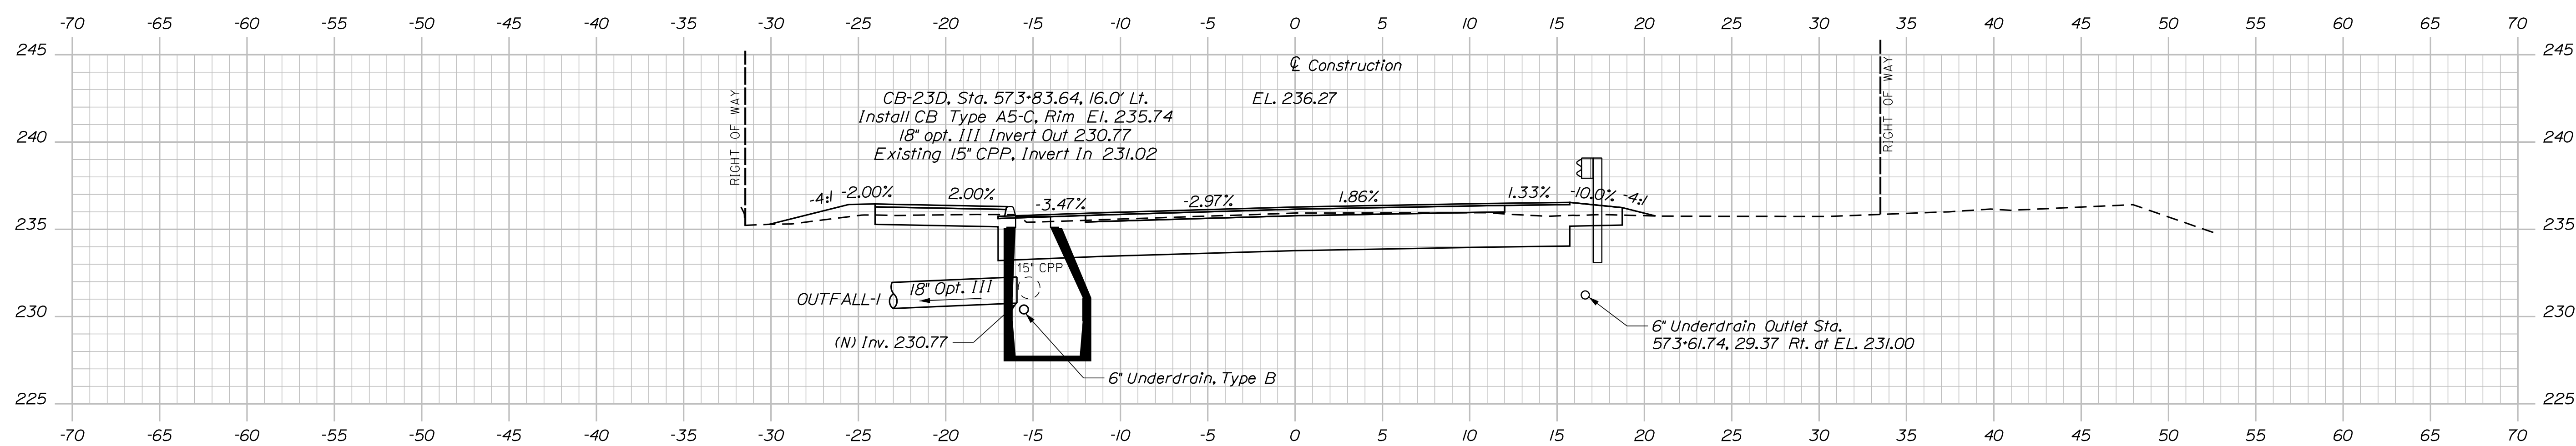 -70 -65 -60 -55 -50 -45 -40 -35 -30 -25 -20 -15 -10 -5 0 5 10 15 20 25 30 35 40 45 50 55 60 65 70
245 245
℄ Construction
RIGHT OF WAY
RIGHT OF WAY
CB-23D, Sta. 573+83.64, 16.0' Lt.
EL. 236.27
Install CB Type A5-C, Rim El. 235.74
18" opt. III Invert Out 230.77
Existing 15" CPP, Invert In 231.02
240 240
-4:1 -2.00% 2.00% -3.47% -2.97% 1.86% 1.33% -10.0% -4:1
235 235
15" CPP
18" Opt. III
OUTFALL-1
230 230
6" Underdrain Outlet Sta.
573+61.74, 29.37 Rt. at EL. 231.00
(N) Inv. 230.77
6" Underdrain, Type B
225 225
-70 -65 -60 -55 -50 -45 -40 -35 -30 -25 -20 -15 -10 -5 0 5 10 15 20 25 30 35 40 45 50 55 60 65 70